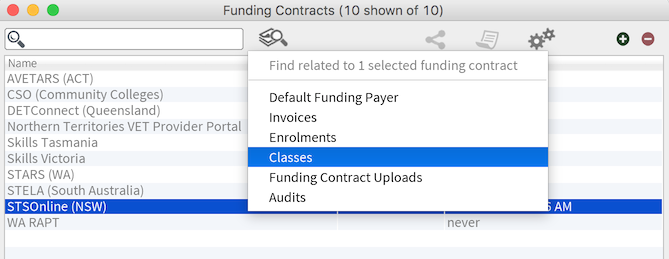 Funding Contracts (10 shown of 10)
Find related to 1 selected funding contract
Default Funding Payer
Invoices
Enrolments
Classes
Funding Contract Uploads
Audits
Name
AVETARS (ACT)
CSO (Community Colleges)
DETConnect (Queensland)
Northern Territories VET Provider Portal
Skills Tasmania
Skills Victoria
STARS (WA)
STELA (South Australia)
STSOnline (NSW) AM
WA RAPT never